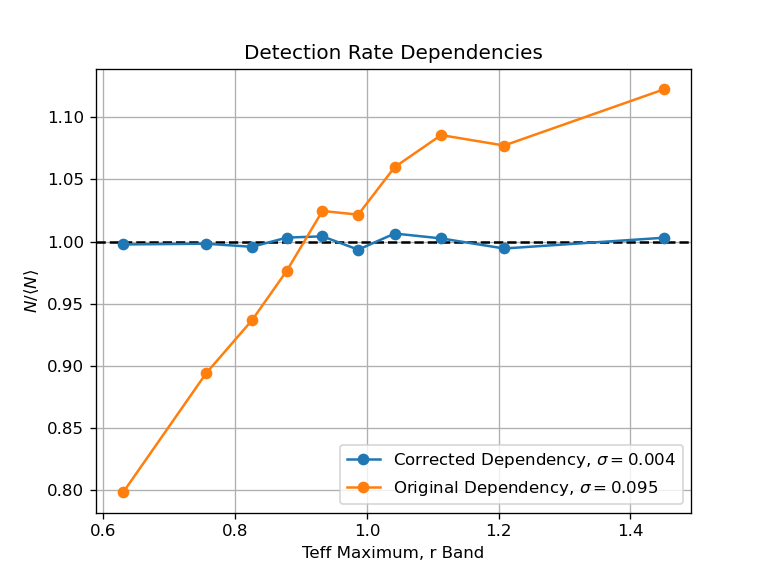 Detection Rate Dependencies
N/⟨N⟩
1.10
1.05
1.00
0.95
0.90
0.85
0.80
Corrected Dependency, σ = 0.004
Original Dependency, σ = 0.095
0.6 0.8 1.0 1.2 1.4
Teff Maximum, r Band